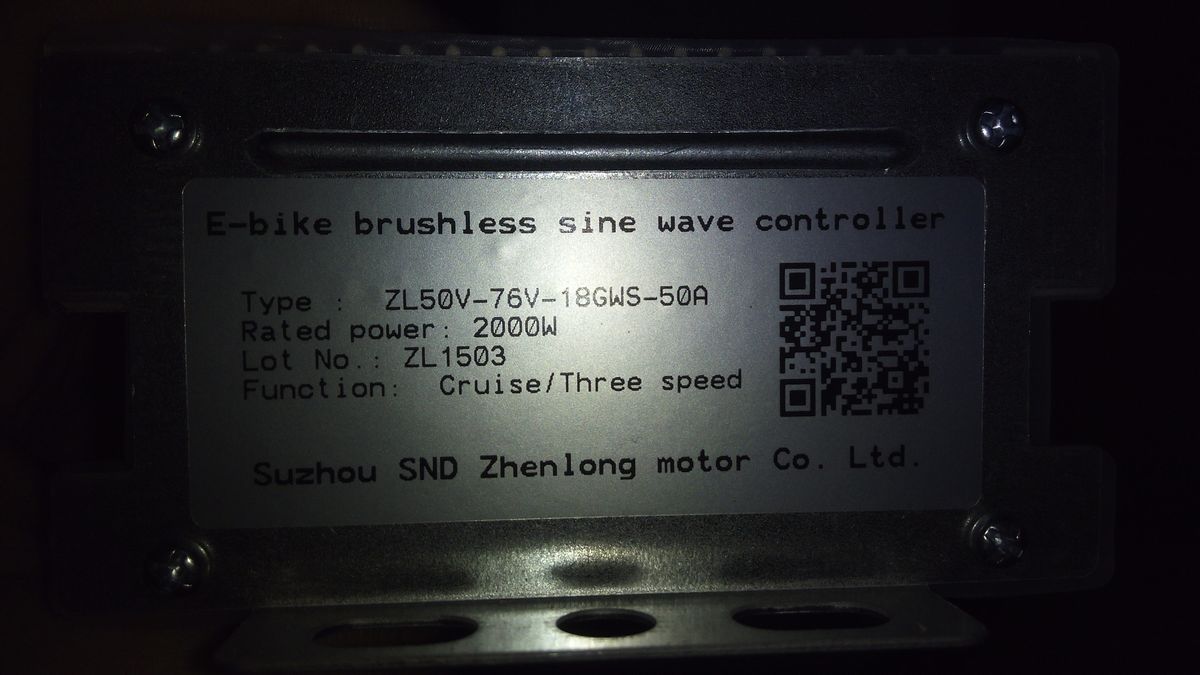 E-bike brushless sine wave controller
Type : ZL50V-76V-18GWS-50A
Rated power: 2000W
Lot No.: ZL1503
Function: Cruise/Three speed
Suzhou SND Zhenlong motor Co. Ltd.